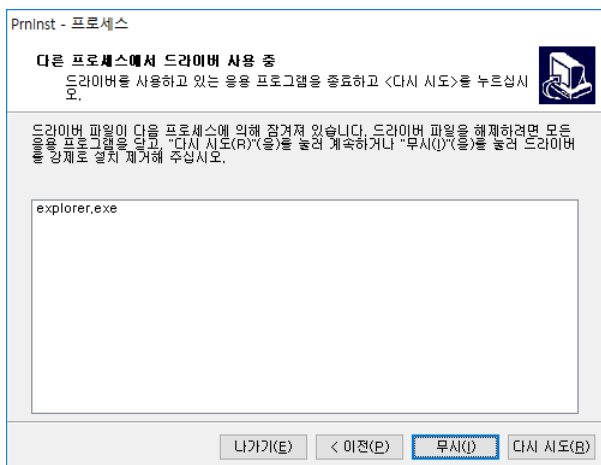 PrnInst - 프로세스
다른 프로세스에서 드라이버 사용 중
드라이버를 사용하고 있는 응용 프로그램을 종료하고 <다시 시도>를 누르십시
오.
드라이버 파일이 다음 프로세스에 의해 잠겨져 있습니다. 드라이버 파일을 해제하려면 모든
응용 프로그램을 닫고, "다시 시도(R)"(을)를 눌러 계속하거나 "무시(I)"(을)를 눌러 드라이버
를 강제로 설치 제거해 주십시오.
explorer.exe
나가기(E) < 이전(P) 무시(I) 다시 시도(R)